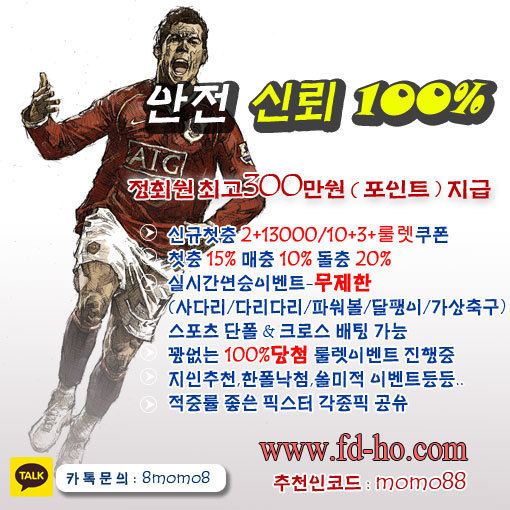 안전 신뢰 100%
AIG
정회원 최고300만원 ( 포인트 ) 지급
신규첫충 2+13000/10+3+룰렛쿠폰
첫충 15% 매충 10% 돌충 20%
실시간연승이벤트-무제한
(사다리/다리다리/파워볼/달팽이/가상축구)
스포츠 단폴 & 크로스 배팅 가능
꽝없는 100%당첨 룰렛이벤트 진행중
지인추천,한폴낙첨,올미적 이벤트등등..
적중률 좋은 픽스터 각종픽 공유
www.fd-ho.com
TALK
카톡문의 : 8momo8
추천인코드 : momo88